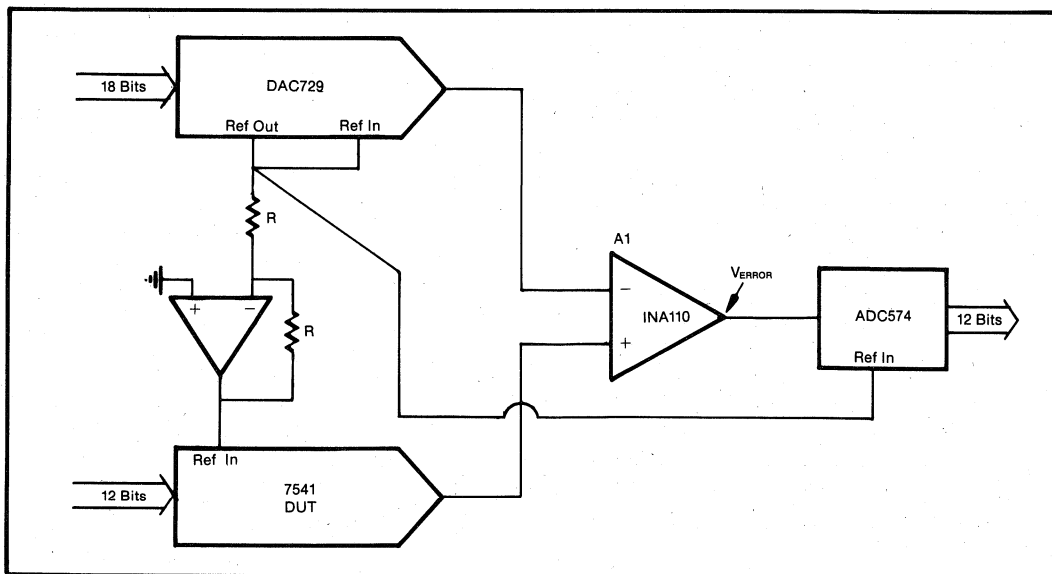 18 Bits
DAC729
Ref Out
Ref In
R
+
−
R
A1
−
INA110
+
VERROR
ADC574
12 Bits
Ref In
Ref In
12 Bits
7541
DUT